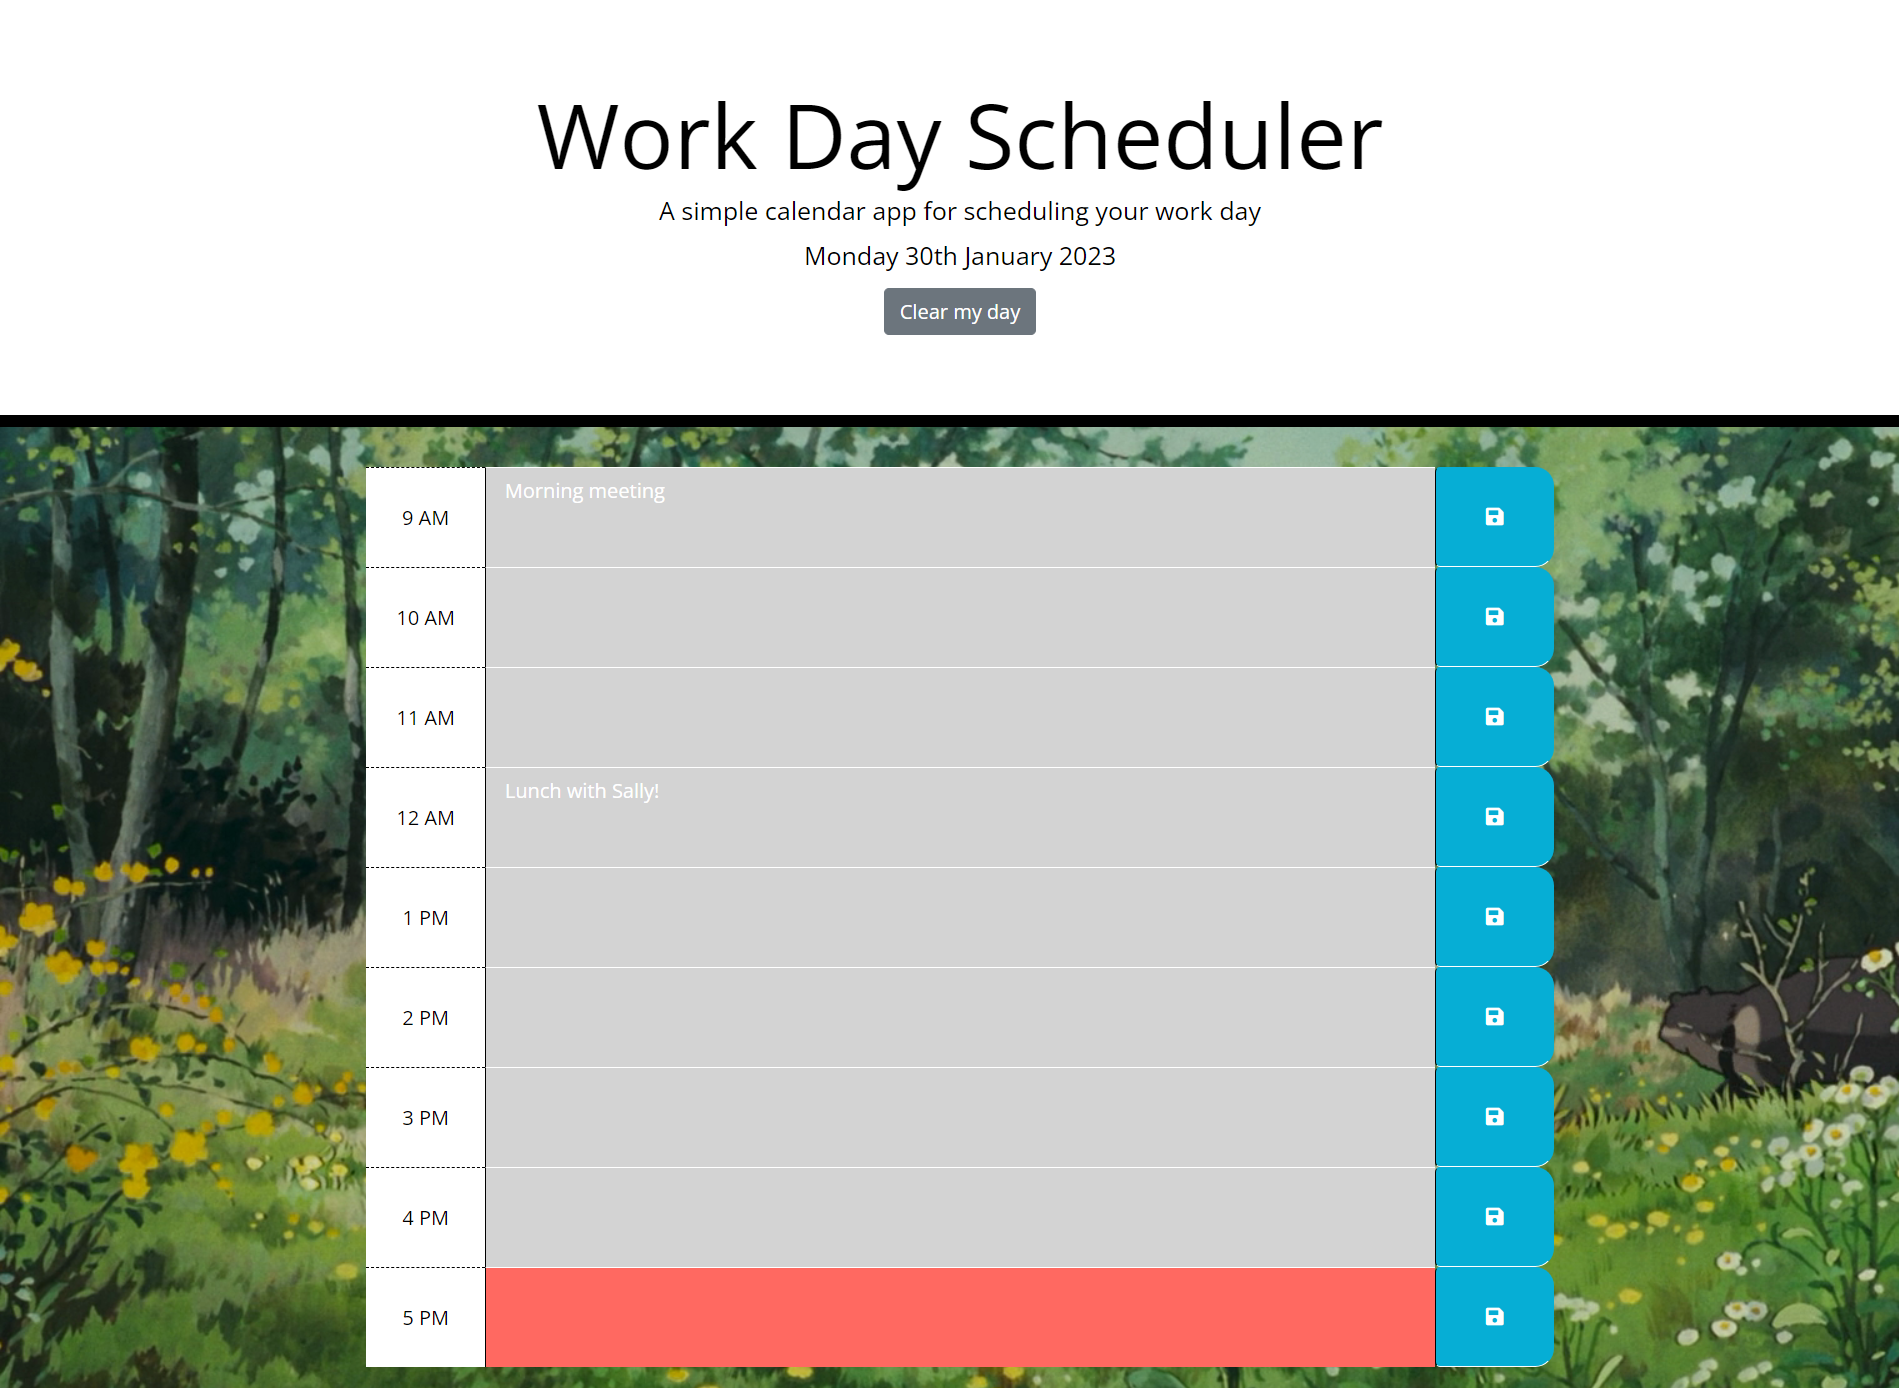 Work Day Scheduler
A simple calendar app for scheduling your work day
Monday 30th January 2023
Clear my day
9 AM
Morning meeting
10 AM
11 AM
12 AM
Lunch with Sally!
1 PM
2 PM
3 PM
4 PM
5 PM